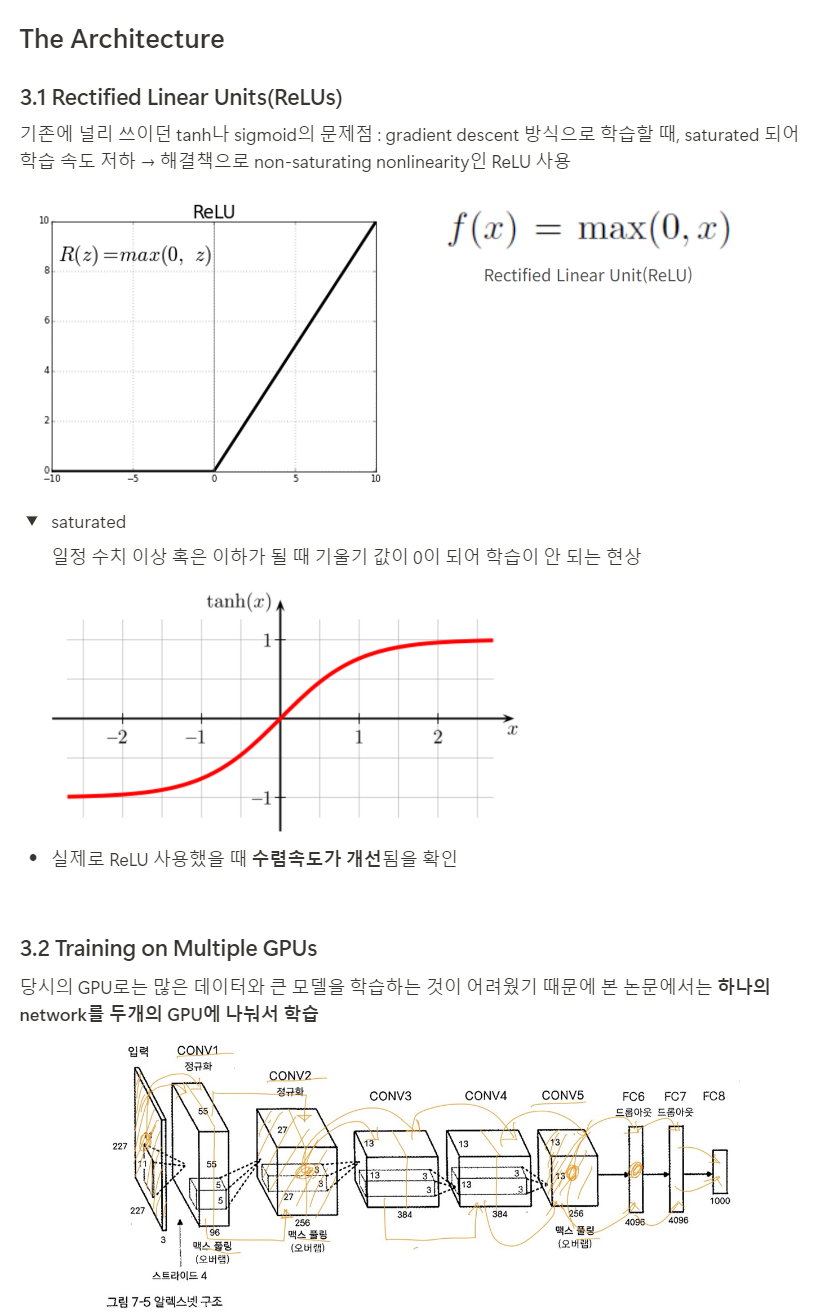 The Architecture
3.1 Rectified Linear Units(ReLUs)
기존에 널리 쓰이던 tanh나 sigmoid의 문제점 : gradient descent 방식으로 학습할 때, saturated 되어
학습 속도 저하 → 해결책으로 non-saturating nonlinearity인 ReLU 사용
ReLU
R(z)=max(0, z)
10
8
6
4
2
0
−10
−5
0
5
10
f(x) = max(0, x)
Rectified Linear Unit(ReLU)
▼ saturated
일정 수치 이상 혹은 이하가 될 때 기울기 값이 0이 되어 학습이 안 되는 현상
tanh(x)
1
−2
−1
1
2
x
−1
• 실제로 ReLU 사용했을 때 수렴속도가 개선됨을 확인
3.2 Training on Multiple GPUs
당시의 GPU로는 많은 데이터와 큰 모델을 학습하는 것이 어려웠기 때문에 본 논문에서는 하나의
network를 두개의 GPU에 나눠서 학습
입력
CONV1
정규화
CONV2
정규화
CONV3
CONV4
CONV5
FC6
드롭아웃
FC7
드롭아웃
FC8
227
11
227
3
55
55
5
5
96
맥스 풀링
(오버랩)
스트라이드 4
27
3
3
27
256
맥스 풀링
(오버랩)
13
13
3
3
384
13
13
3
3
384
13
13
256
맥스 풀링
(오버랩)
4096
4096
1000
그림 7-5 알렉스넷 구조